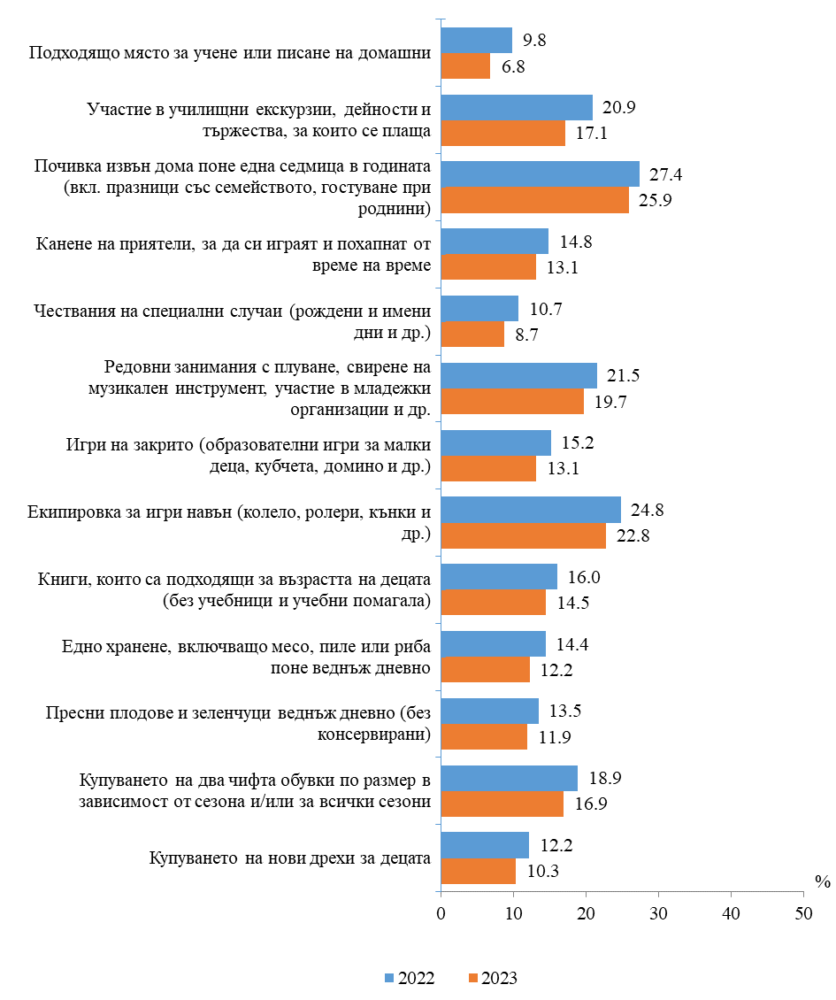 Подходящо място за учене или писане на домашни
9.8
6.8
Участие в училищни екскурзии, дейности и
тържества, за които се плаща
20.9
17.1
Почивка извън дома поне една седмица в годината
(вкл. празници със семейството, гостуване при
роднини)
27.4
25.9
Канене на приятели, за да си играят и похапнат от
време на време
14.8
13.1
Чествания на специални случаи (рождени и имени
дни и др.)
10.7
8.7
Редовни занимания с плуване, свирене на
музикален инструмент, участие в младежки
организации и др.
21.5
19.7
Игри на закрито (образователни игри за малки
деца, кубчета, домино и др.)
15.2
13.1
Екипировка за игри навън (колело, ролери, кънки и
др.)
24.8
22.8
Книги, които са подходящи за възрастта на децата
(без учебници и учебни помагала)
16.0
14.5
Едно хранене, включващо месо, пиле или риба
поне веднъж дневно
14.4
12.2
Пресни плодове и зеленчуци веднъж дневно (без
консервирани)
13.5
11.9
Купуването на два чифта обувки по размер в
зависимост от сезона и/или за всички сезони
18.9
16.9
Купуването на нови дрехи за децата
12.2
10.3
%
0 10 20 30 40 50
2022 2023